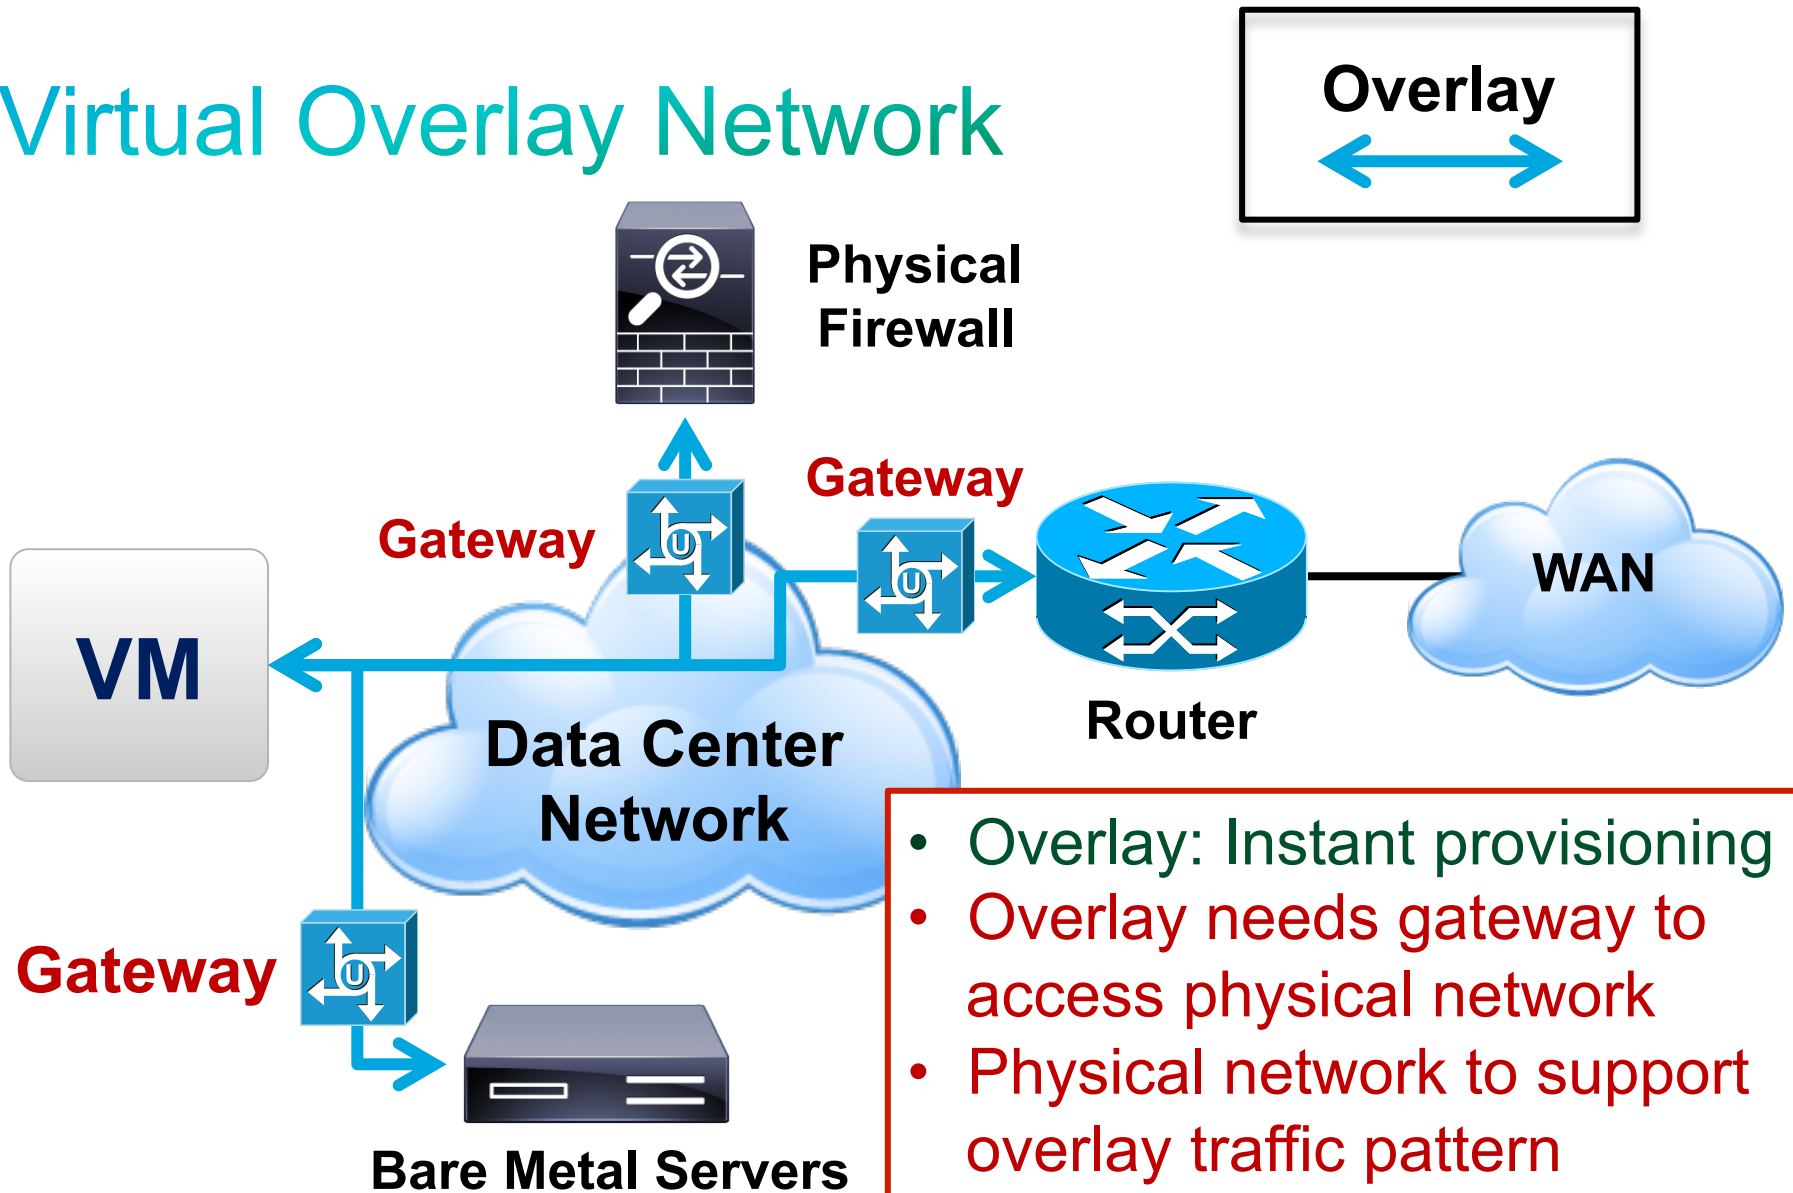 Virtual Overlay Network
Overlay
Physical
Firewall
Gateway
Gateway
U
U
WAN
VM
Router
Data Center
Network
Gateway
U
Bare Metal Servers
• Overlay: Instant provisioning
• Overlay needs gateway to
access physical network
• Physical network to support
overlay traffic pattern